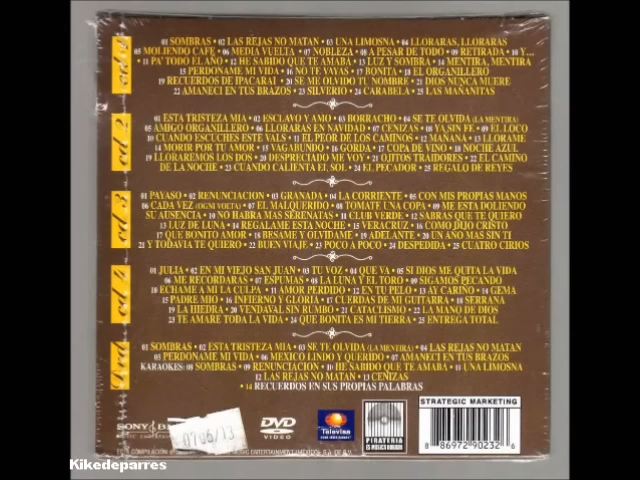 cd 1
01 SOMBRAS • 02 LAS REJAS NO MATAN • 03 UNA LIMOSNA • 04 LLORARAS, LLORARAS
05 MOLIENDO CAFE • 06 MEDIA VUELTA • 07 NOBLEZA • 08 A PESAR DE TODO • 09 RETIRADA • 10 Y...
• 11 PA' TODO EL AÑO • 12 HE SABIDO QUE TE AMABA • 13 LUZ Y SOMBRA • 14 MENTIRA, MENTIRA
15 PERDONAME MI VIDA • 16 NO TE VAYAS • 17 BONITA • 18 EL ORGANILLERO
19 RECUERDOS DE IPACARAI • 20 SE ME OLVIDO TU NOMBRE • 21 DIOS NUNCA MUERE
22 AMANECI EN TUS BRAZOS • 23 SILVERIO • 24 CARABELA • 25 LAS MAÑANITAS
cd 2
01 ESTA TRISTEZA MIA • 02 ESCLAVO Y AMO • 03 BORRACHO • 04 SE TE OLVIDA (LA MENTIRA)
05 AMIGO ORGANILLERO • 06 LLORARAS EN NAVIDAD • 07 CENIZAS • 08 YA SIN FE • 09 EL LOCO
10 CUANDO ESCUCHES ESTE VALS • 11 EL PEOR DE LOS CAMINOS • 12 MAÑANA • 13 LLORAME
14 MORIR POR TU AMOR • 15 VAGABUNDO • 16 GORDA • 17 COPA DE VINO • 18 NOCHE AZUL
19 LLORAREMOS LOS DOS • 20 DESPRECIADO ME VOY • 21 OJITOS TRAIDORES • 22 EL CAMINO
DE LA NOCHE • 23 CUANDO CALIENTA EL SOL • 24 EL PECADOR • 25 REGALO DE REYES
cd 3
01 PAYASO • 02 RENUNCIACION • 03 GRANADA • 04 LA CORRIENTE • 05 CON MIS PROPIAS MANOS
06 CADA VEZ (OGNI VOLTA) • 07 EL MALQUERIDO • 08 TOMATE UNA COPA • 09 ME ESTA DOLIENDO
SU AUSENCIA • 10 NO HABRA MAS SERENATAS • 11 CLUB VERDE • 12 SABRAS QUE TE QUIERO
13 LUZ DE LUNA • 14 REGALAME ESTA NOCHE • 15 VERACRUZ • 16 COMO DIJO CRISTO
17 QUE BONITO AMOR • 18 BESAME Y OLVIDAME • 19 ADELANTE • 20 UN AÑO MAS SIN TI
21 Y TODAVIA TE QUIERO • 22 BUEN VIAJE • 23 POCO A POCO • 24 DESPEDIDA • 25 CUATRO CIRIOS
cd 4
01 JULIA • 02 EN MI VIEJO SAN JUAN • 03 TU VOZ • 04 QUE VA • 05 SI DIOS ME QUITA LA VIDA
06 ME RECORDARAS • 07 ESPUMAS • 08 LA LUNA Y EL TORO • 09 SIGAMOS PECANDO
10 ECHAME A MI LA CULPA • 11 AMOR PERDIDO • 12 EN TU PELO • 13 AY CARIÑO • 14 GEMA
15 PADRE MIO • 16 INFIERNO Y GLORIA • 17 CUERDAS DE MI GUITARRA • 18 SERRANA
19 LA HIEDRA • 20 VENDAVAL SIN RUMBO • 21 CATACLISMO • 22 LA MANO DE DIOS
23 TE AMARE TODA LA VIDA • 24 QUE BONITA ES MI TIERRA • 25 ENTREGA TOTAL
Dvd
01 SOMBRAS • 02 ESTA TRISTEZA MIA • 03 SE TE OLVIDA (LA MENTIRA) • 04 LAS REJAS NO MATAN
05 PERDONAME MI VIDA • 06 MEXICO LINDO Y QUERIDO • 07 AMANECI EN TUS BRAZOS
KARAOKES: 08 SOMBRAS • 09 RENUNCIACION • 10 HE SABIDO QUE TE AMABA • 11 UNA LIMOSNA
12 LAS REJAS NO MATAN • 13 CENIZAS
• 14 RECUERDOS EN SUS PROPIAS PALABRAS
STRATEGIC MARKETING
SONY
DVD
VIDEO
Televisa
PIRATERIA
ES MUSICA ROBADA
8 86972 90232 6
Kikedeparres